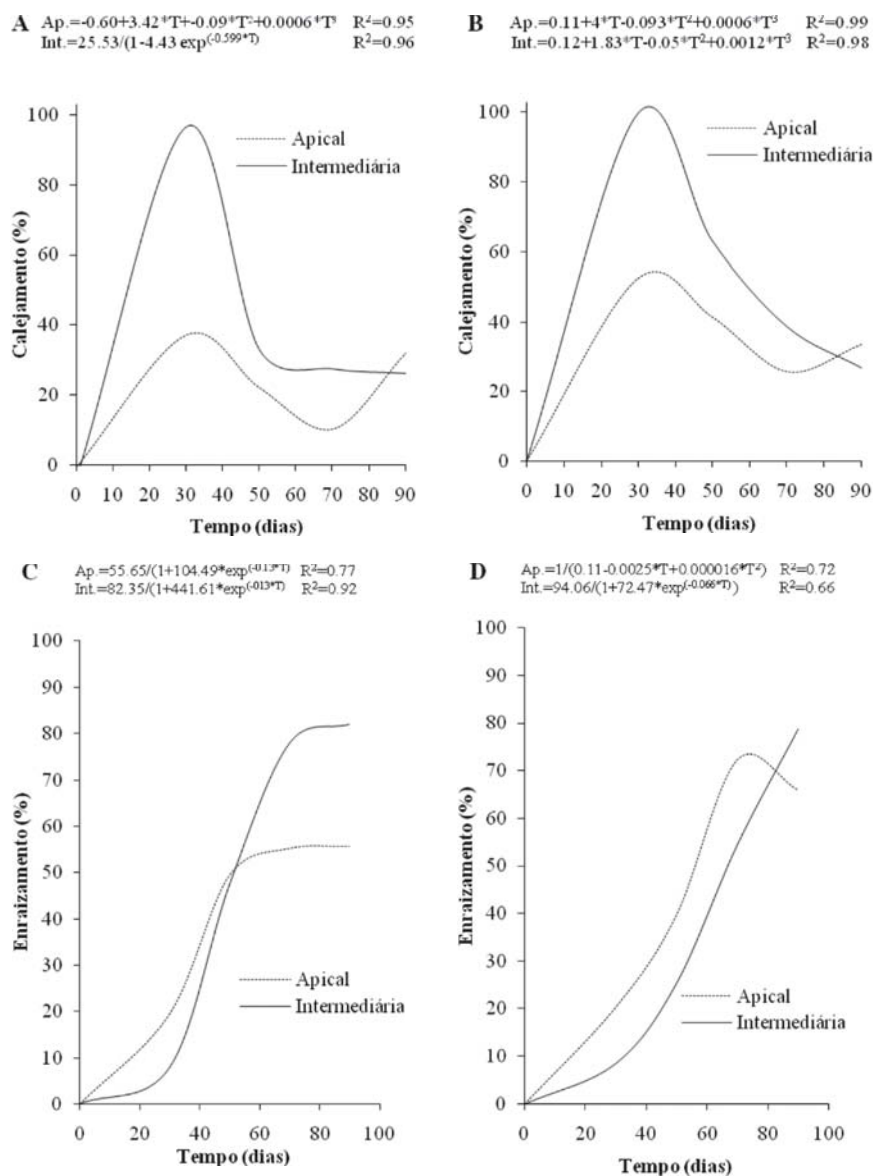 A Ap.=-0.60+3.42*T+-0.09*T²+0.0006*T³ R²=0.95
Int.=25.53/(1-4.43 exp(-0.599*T) R²=0.96
100
80
60
40
20
0
Calejamento (%)
Apical
Intermediária
0 10 20 30 40 50 60 70 80 90
Tempo (dias)
B Ap.=0.11+4*T-0.093*T²+0.0006*T³ R²=0.99
Int.=0.12+1.83*T-0.05*T²+0.0012*T³ R²=0.98
100
80
60
40
20
0
Calejamento (%)
Apical
Intermediária
0 10 20 30 40 50 60 70 80 90
Tempo (dias)
C Ap.=55.65/(1+104.49*exp(-0.13*T) R²=0.77
Int.=82.35/(1+441.61*exp(-013*T) R²=0.92
100
90
80
70
60
50
40
30
20
10
0
Enraizamento (%)
Apical
Intermediária
0 20 40 60 80 100
Tempo (dias)
D Ap.=1/(0.11-0.0025*T+0.000016*T²) R²=0.72
Int.=94.06/(1+72.47*exp(-0.066*T)) R²=0.66
100
90
80
70
60
50
40
30
20
10
0
Enraizamento (%)
Apical
Intermediária
0 20 40 60 80 100
Tempo (dias)